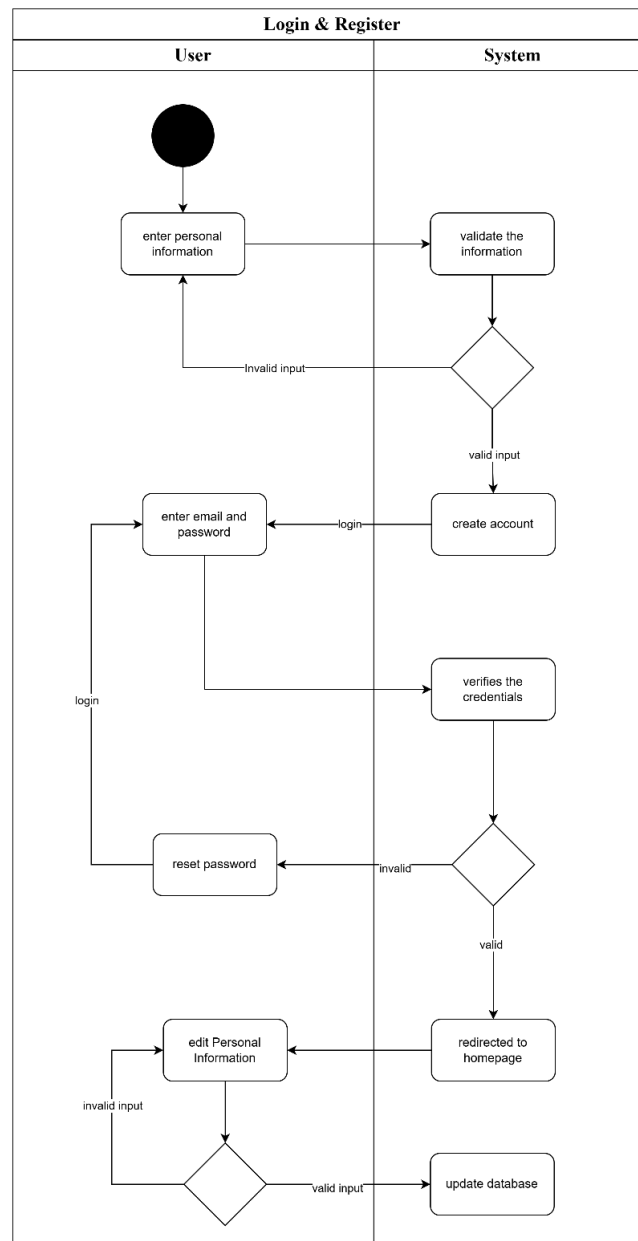 Login & Register
User
System
enter personal
information
validate the
information
Invalid input
valid input
enter email and
password
login
create account
verifies the
credentials
login
reset password
invalid
valid
edit Personal
Information
redirected to
homepage
invalid input
valid input
update database